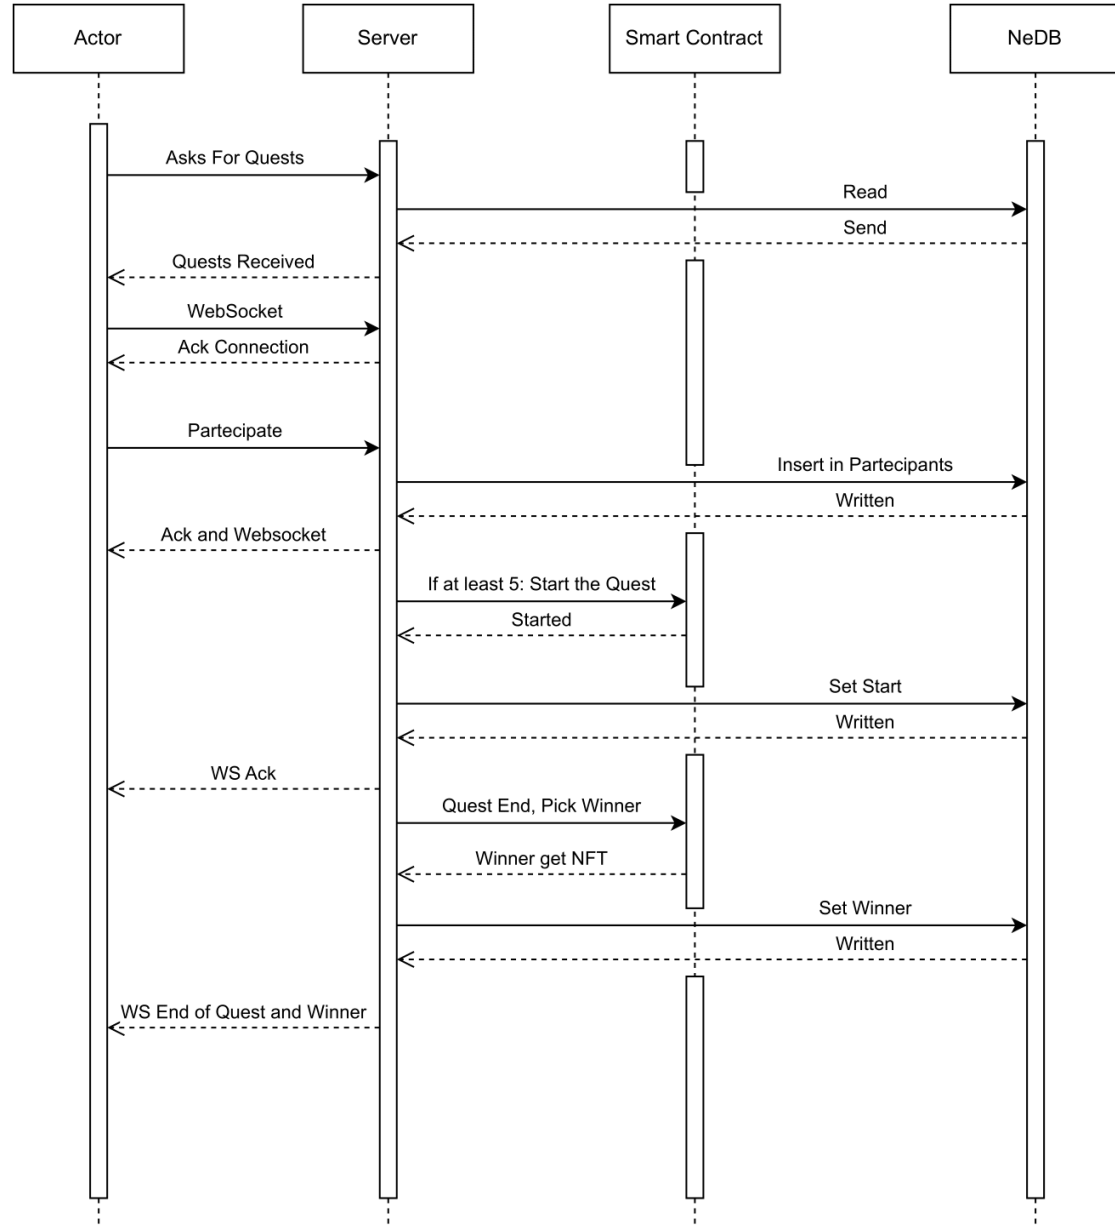 Actor
Server
Smart Contract
NeDB
Asks For Quests
Read
Send
Quests Received
WebSocket
Ack Connection
Partecipate
Insert in Partecipants
Written
Ack and Websocket
If at least 5: Start the Quest
Started
Set Start
Written
WS Ack
Quest End, Pick Winner
Winner get NFT
Set Winner
Written
WS End of Quest and Winner